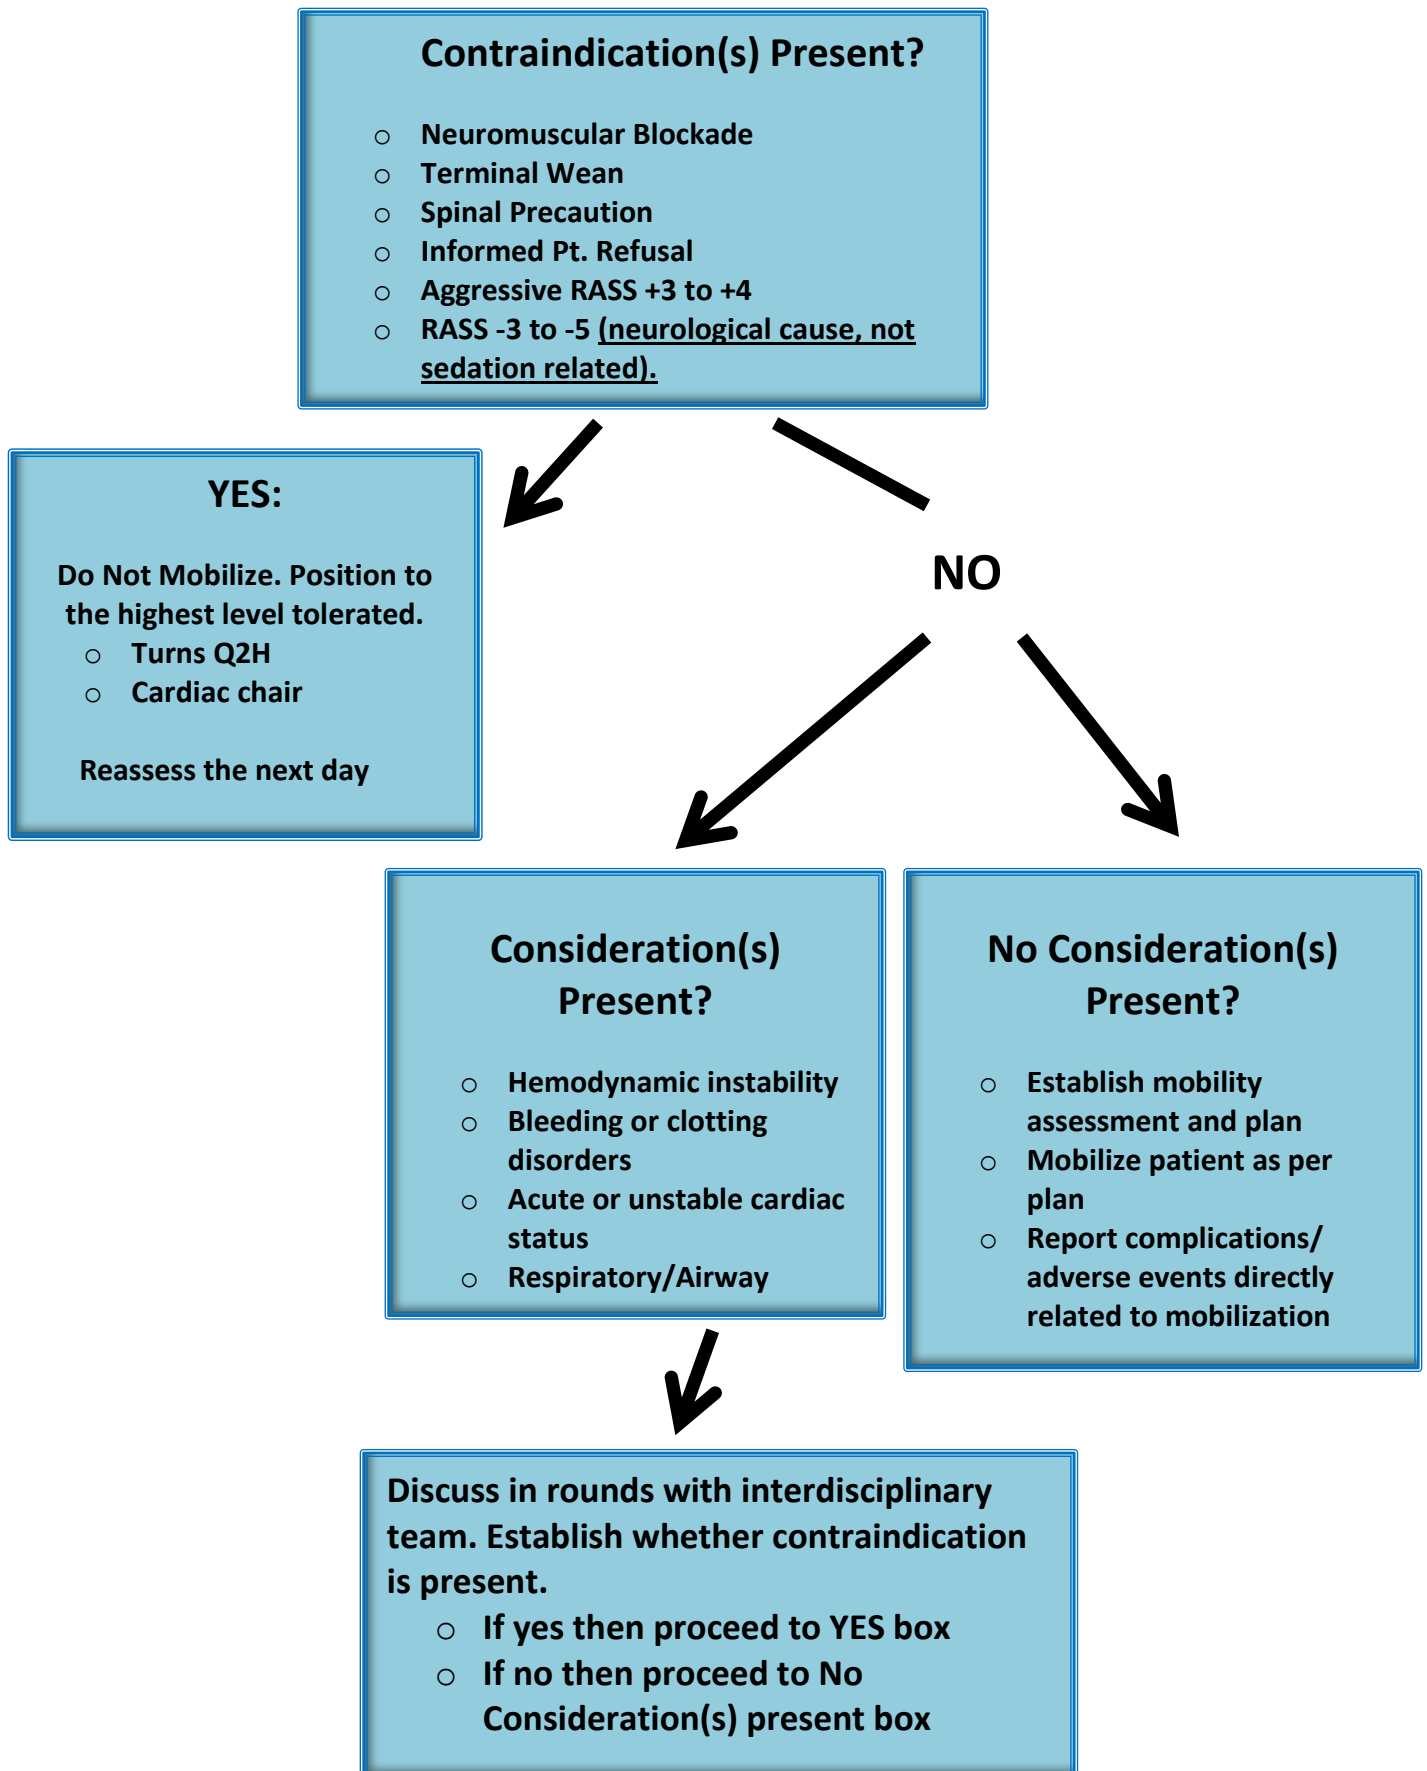 Contraindication(s) Present?
o Neuromuscular Blockade
o Terminal Wean
o Spinal Precaution
o Informed Pt. Refusal
o Aggressive RASS +3 to +4
o RASS -3 to -5 (neurological cause, not
sedation related).
YES:
Do Not Mobilize. Position to
the highest level tolerated.
o Turns Q2H
o Cardiac chair
Reassess the next day
NO
Consideration(s)
Present?
o Hemodynamic instability
o Bleeding or clotting
disorders
o Acute or unstable cardiac
status
o Respiratory/Airway
No Consideration(s)
Present?
o Establish mobility
assessment and plan
o Mobilize patient as per
plan
o Report complications/
adverse events directly
related to mobilization
Discuss in rounds with interdisciplinary
team. Establish whether contraindication
is present.
o If yes then proceed to YES box
o If no then proceed to No
Consideration(s) present box